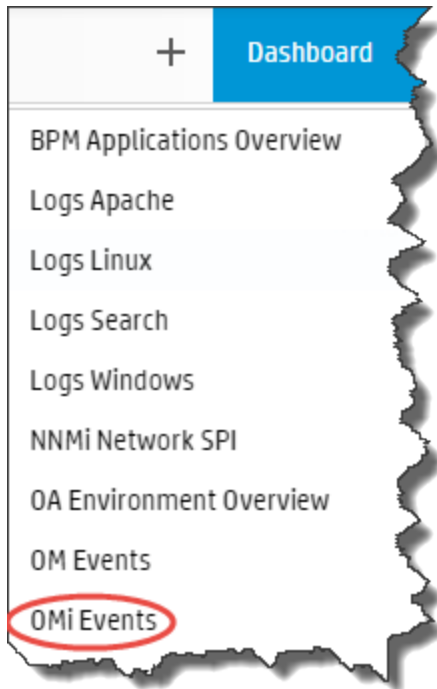 + Dashboard
BPM Applications Overview
Logs Apache
Logs Linux
Logs Search
Logs Windows
NNMi Network SPI
OA Environment Overview
OM Events
OMi Events